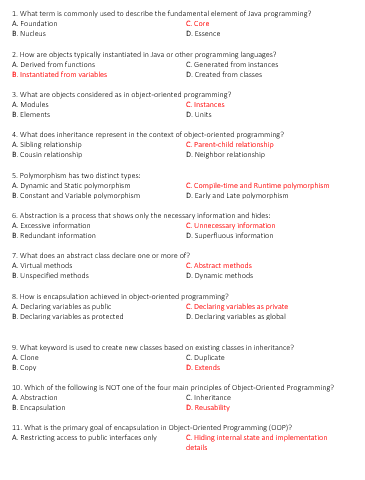 1. What term is commonly used to describe the fundamental element of Java programming?
A. Foundation C. Core
B. Nucleus D. Essence
2. How are objects typically instantiated in Java or other programming languages?
A. Derived from functions C. Generated from instances
B. Instantiated from variables D. Created from classes
3. What are objects considered as in object-oriented programming?
A. Modules C. Instances
B. Elements D. Units
4. What does inheritance represent in the context of object-oriented programming?
A. Sibling relationship C. Parent-child relationship
B. Cousin relationship D. Neighbor relationship
5. Polymorphism has two distinct types:
A. Dynamic and Static polymorphism C. Compile-time and Runtime polymorphism
B. Constant and Variable polymorphism D. Early and Late polymorphism
6. Abstraction is a process that shows only the necessary information and hides:
A. Excessive information C. Unnecessary information
B. Redundant information D. Superfluous information
7. What does an abstract class declare one or more of?
A. Virtual methods C. Abstract methods
B. Unspecified methods D. Dynamic methods
8. How is encapsulation achieved in object-oriented programming?
A. Declaring variables as public C. Declaring variables as private
B. Declaring variables as protected D. Declaring variables as global
9. What keyword is used to create new classes based on existing classes in inheritance?
A. Clone C. Duplicate
B. Copy D. Extends
10. Which of the following is NOT one of the four main principles of Object-Oriented Programming?
A. Abstraction C. Inheritance
B. Encapsulation D. Reusability
11. What is the primary goal of encapsulation in Object-Oriented Programming (OOP)?
A. Restricting access to public interfaces only C. Hiding internal state and implementation
details